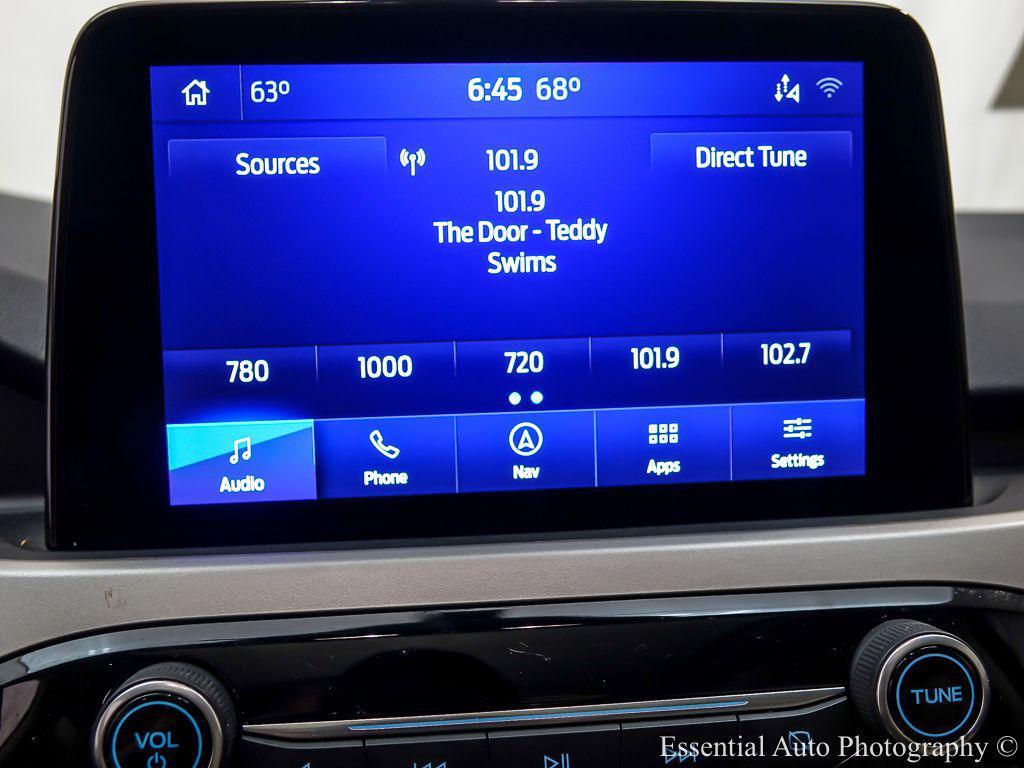 63º
6:45 68º
Sources
101.9
Direct Tune
101.9
The Door - Teddy
Swims
780
1000
720
101.9
102.7
Audio
Phone
Nav
Apps
Settings
VOL
TUNE
Essential Auto Photography ©